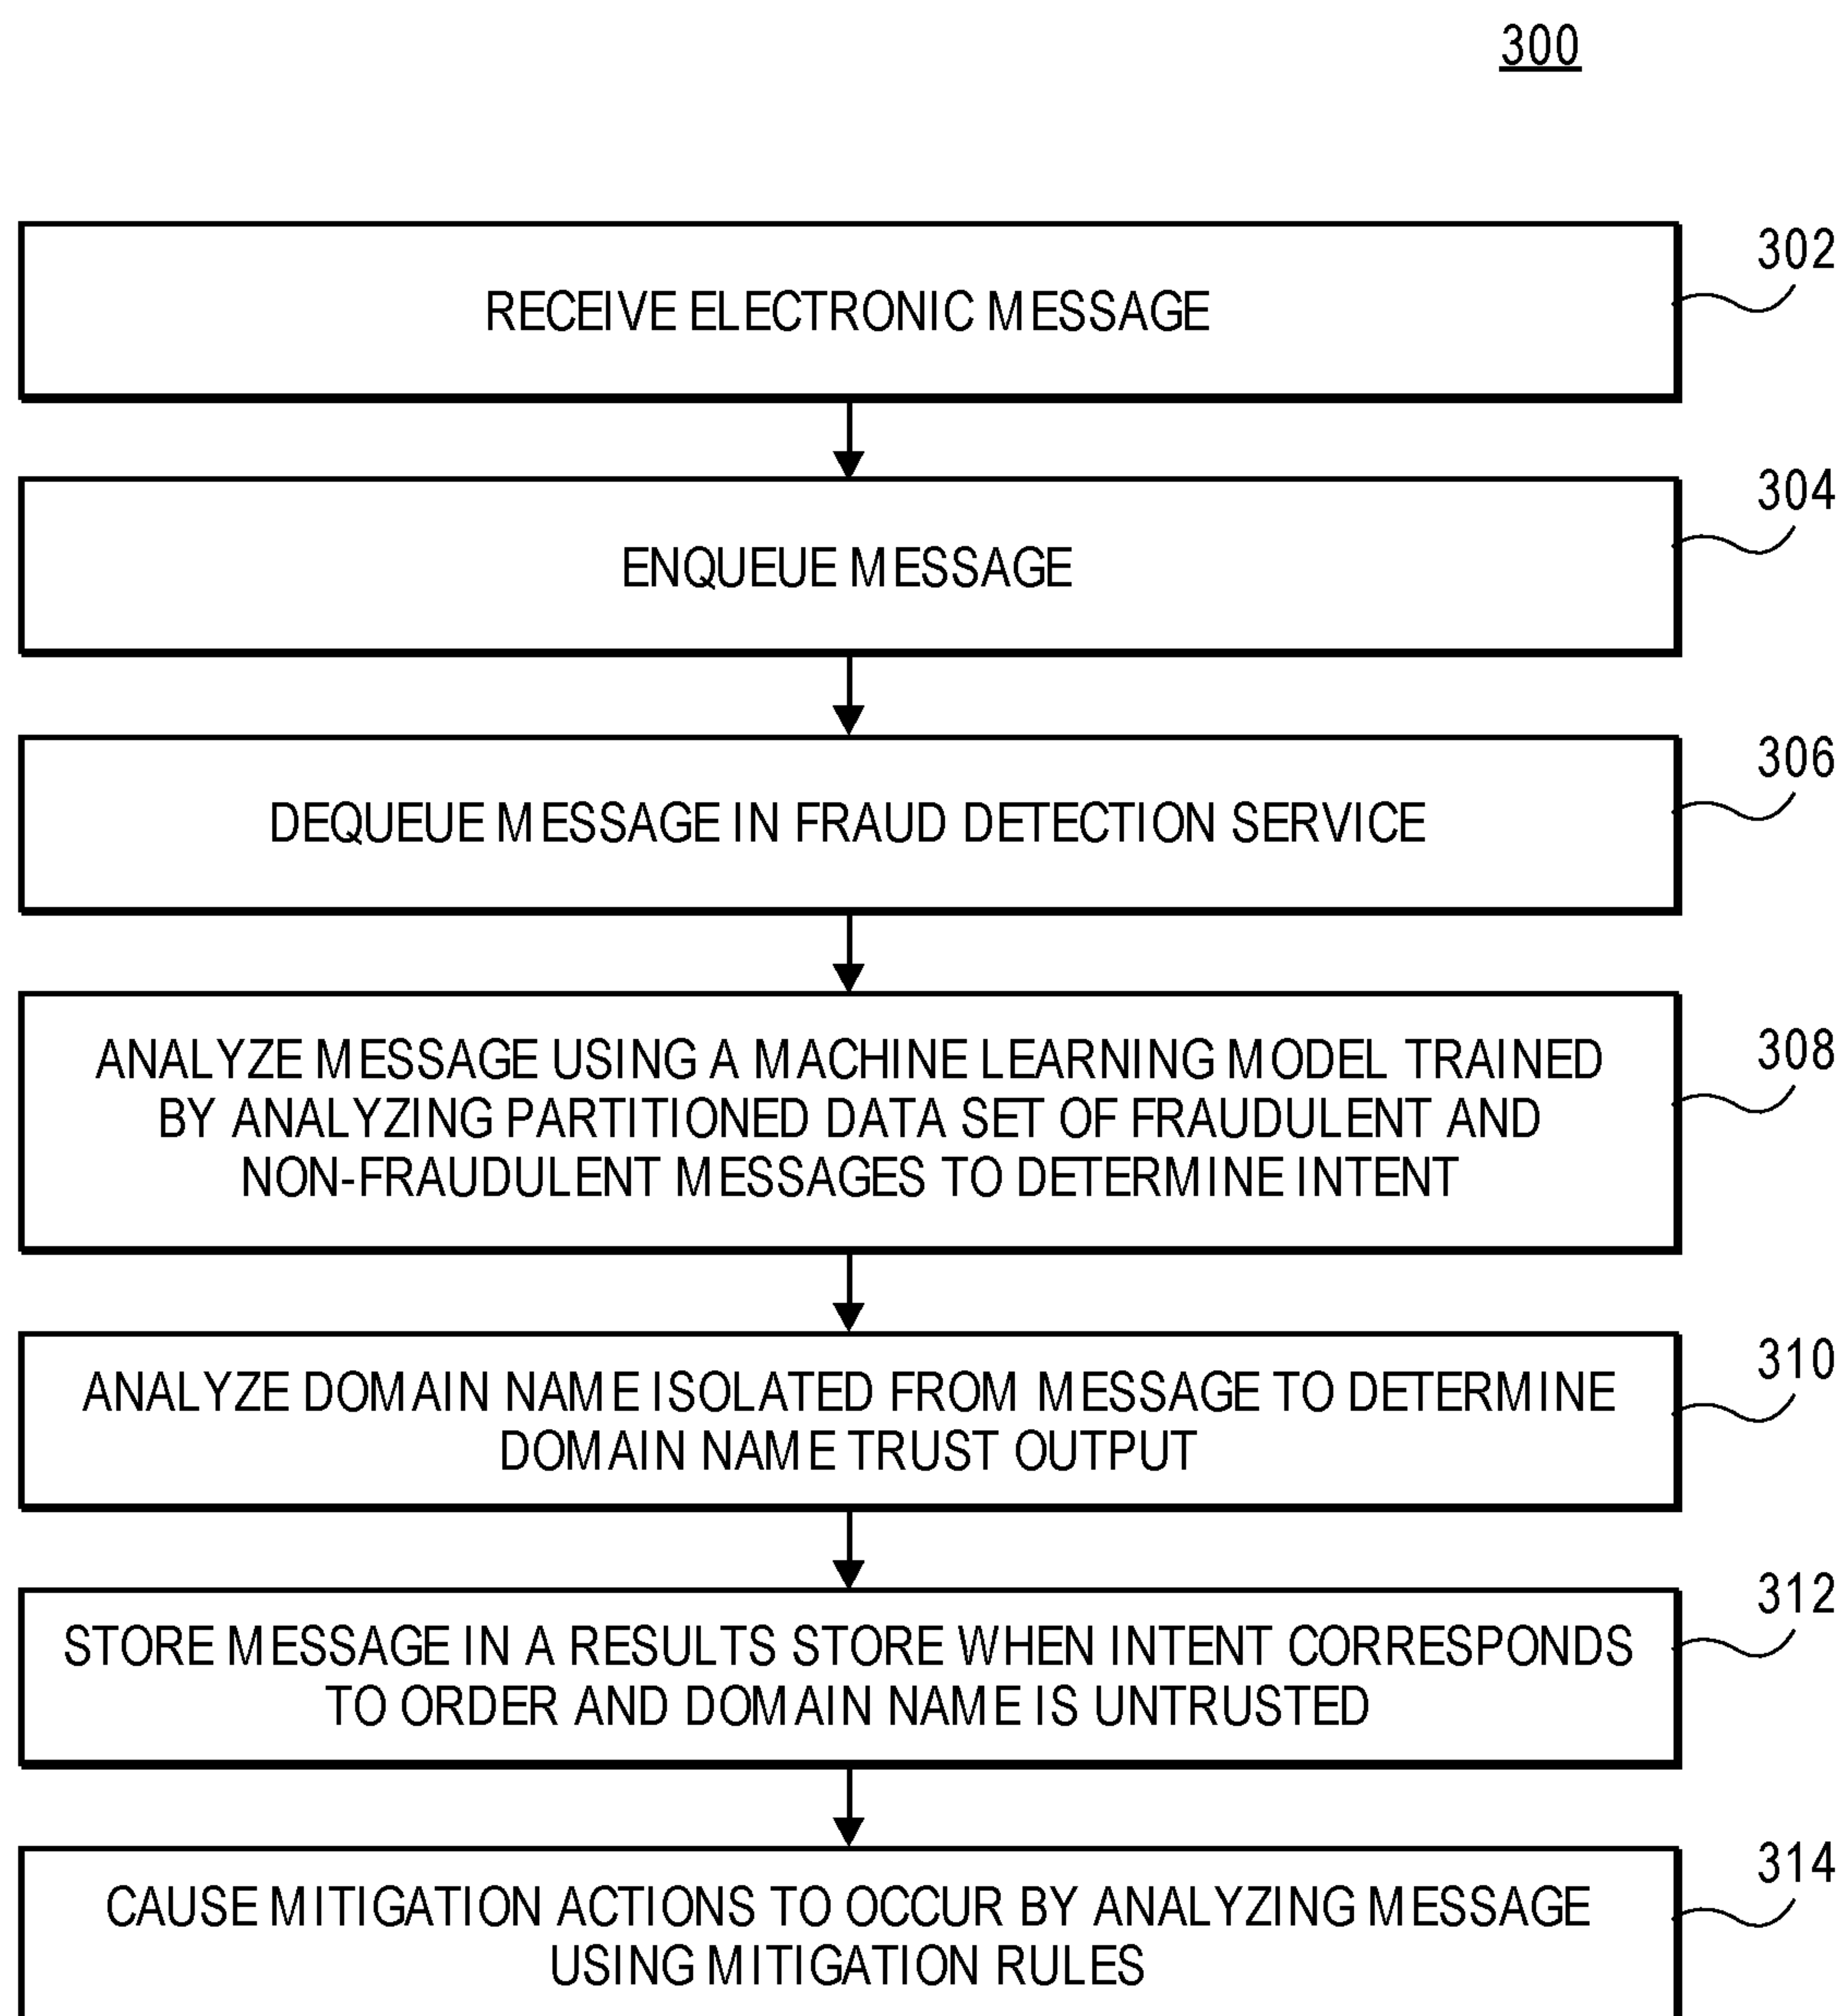 300
302
RECEIVE ELECTRONIC MESSAGE
304
ENQUEUE MESSAGE
306
DEQUEUE MESSAGE IN FRAUD DETECTION SERVICE
308
ANALYZE MESSAGE USING A MACHINE LEARNING MODEL TRAINED
BY ANALYZING PARTITIONED DATA SET OF FRAUDULENT AND
NON-FRAUDULENT MESSAGES TO DETERMINE INTENT
310
ANALYZE DOMAIN NAME ISOLATED FROM MESSAGE TO DETERMINE
DOMAIN NAME TRUST OUTPUT
312
STORE MESSAGE IN A RESULTS STORE WHEN INTENT CORRESPONDS
TO ORDER AND DOMAIN NAME IS UNTRUSTED
314
CAUSE MITIGATION ACTIONS TO OCCUR BY ANALYZING MESSAGE
USING MITIGATION RULES